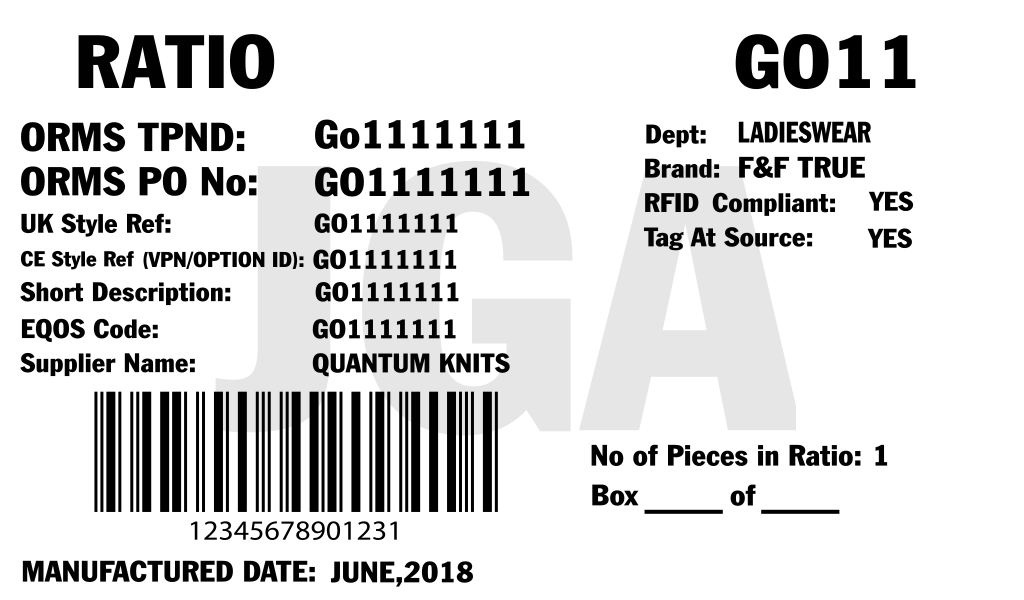 RATIO GO11
ORMS TPND: Go1111111
ORMS PO No: GO1111111
UK Style Ref: GO1111111
CE Style Ref (VPN/OPTION ID): GO1111111
Short Description: GO1111111
EQOS Code: GO1111111
Supplier Name: QUANTUM KNITS
Dept: LADIESWEAR
Brand: F&F TRUE
RFID Compliant: YES
Tag At Source: YES
JGA
12345678901231
No of Pieces in Ratio: 1
Box ______ of ______
MANUFACTURED DATE: JUNE,2018